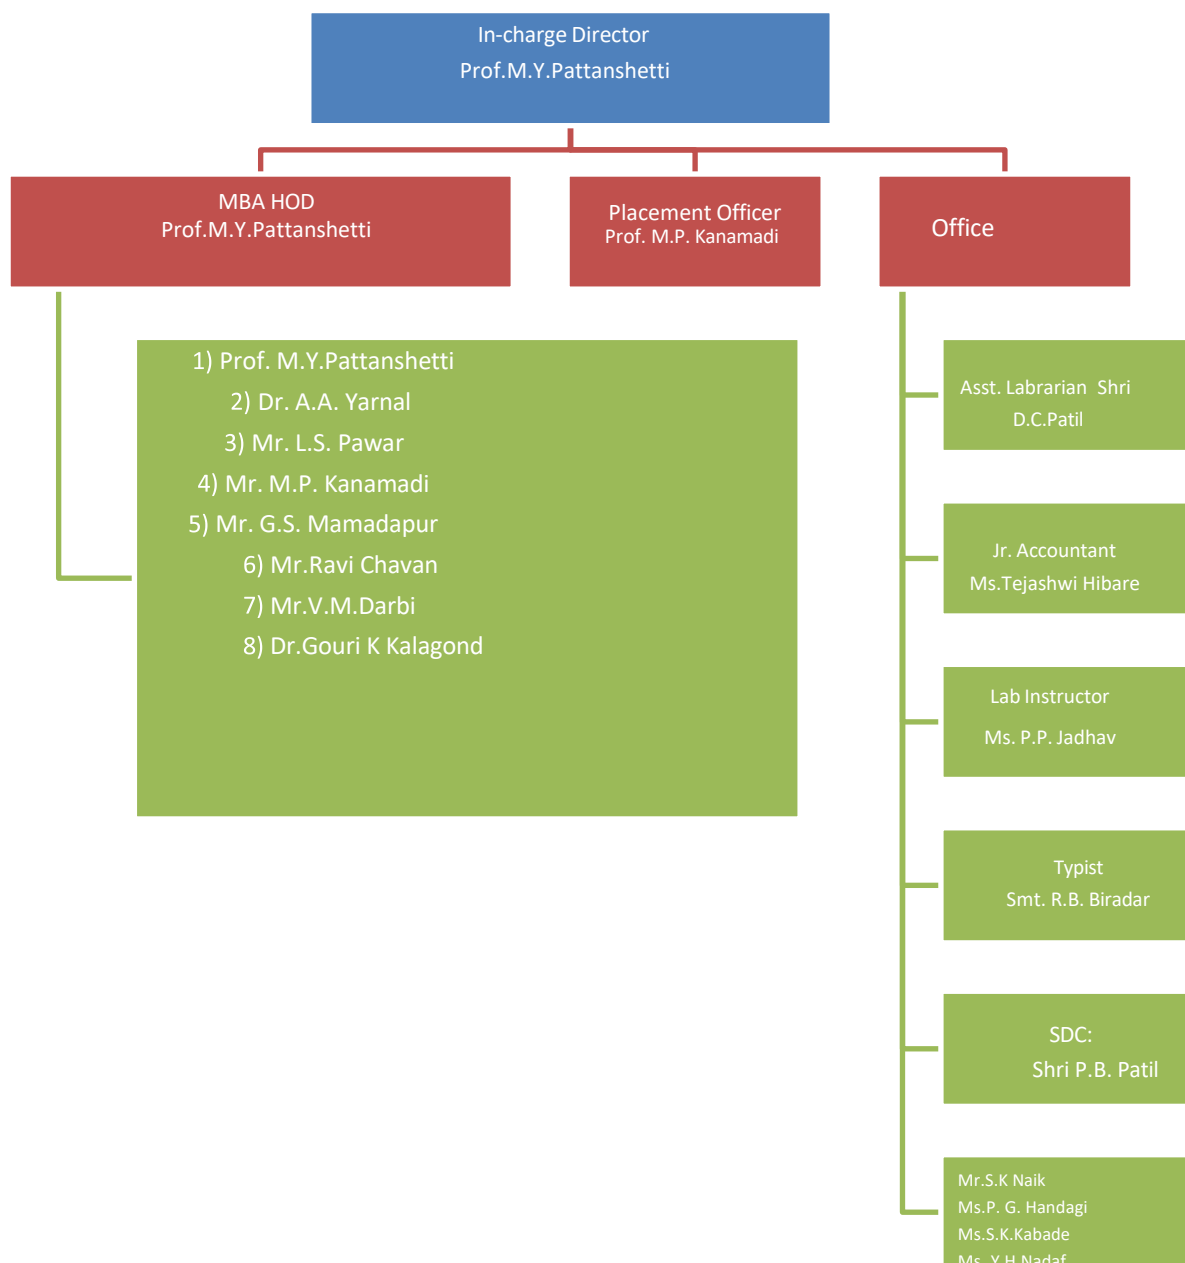 In-charge Director
Prof.M.Y.Pattanshetti
MBA HOD
Prof.M.Y.Pattanshetti
Placement Officer
Prof. M.P. Kanamadi
Office
1) Prof. M.Y.Pattanshetti
2) Dr. A.A. Yarnal
3) Mr. L.S. Pawar
4) Mr. M.P. Kanamadi
5) Mr. G.S. Mamadapur
6) Mr.Ravi Chavan
7) Mr.V.M.Darbi
8) Dr.Gouri K Kalagond
Asst. Labrarian  Shri
D.C.Patil
Jr. Accountant
Ms.Tejashwi Hibare
Lab Instructor
Ms. P.P. Jadhav
Typist
Smt. R.B. Biradar
SDC:
Shri P.B. Patil
Mr.S.K Naik
Ms.P. G. Handagi
Ms.S.K.Kabade
Ms. Y.H.Nadaf